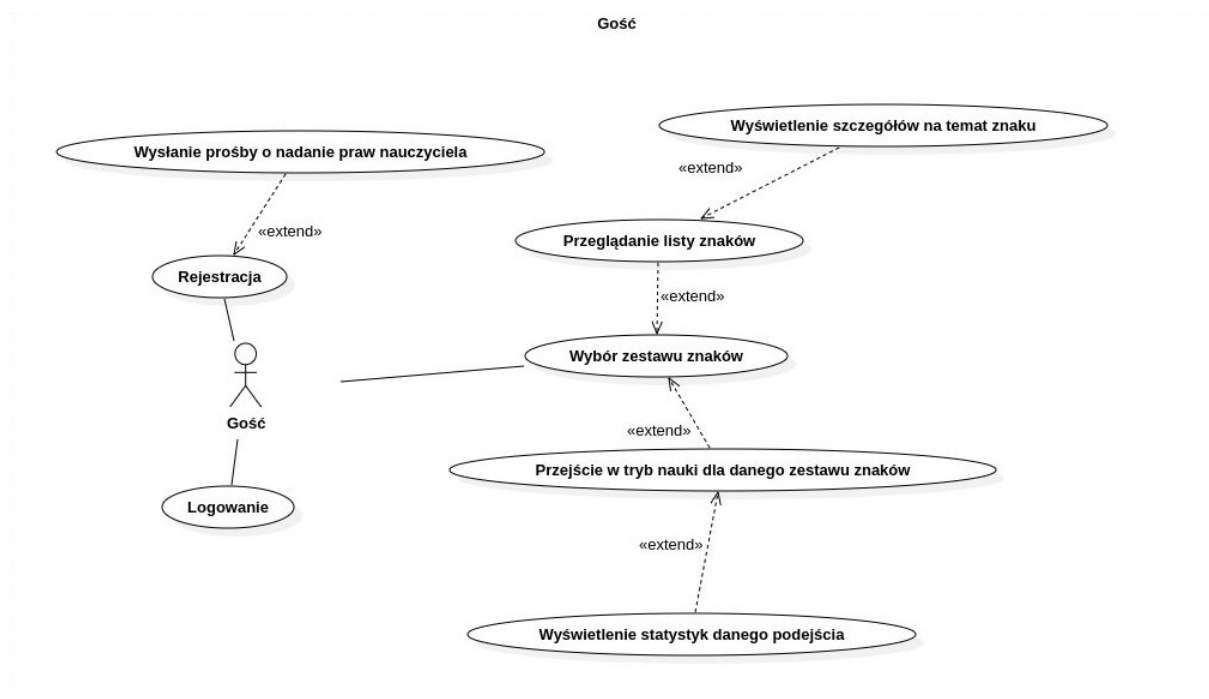 Gość
Wyświetlenie szczegółów na temat znaku
Wysłanie prośby o nadanie praw nauczyciela
«extend»
«extend»
Przeglądanie listy znaków
Rejestracja
«extend»
Wybór zestawu znaków
Gość
«extend»
Przejście w tryb nauki dla danego zestawu znaków
Logowanie
«extend»
Wyświetlenie statystyk danego podejścia